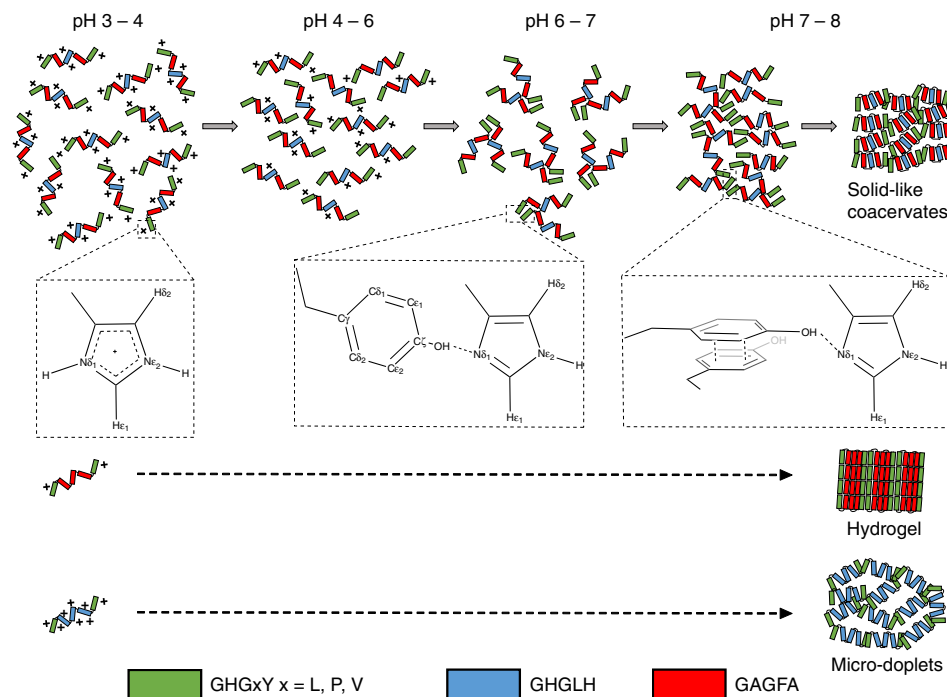 pH 3 – 4
pH 4 – 6
pH 6 – 7
pH 7 – 8
Solid-like
coacervates
Hδ2
Nδ1
Nε2
H
H
Hε1
+
Cδ1
Cε1
Cγ
Cζ
OH
Cδ2
Cε2
Hδ2
Nδ1
Nε2
H
Hε1
OH
OH
Hδ2
Nδ1
Nε2
H
Hε1
Hydrogel
Micro-doplets
GHGxY x = L, P, V
GHGLH
GAGFA